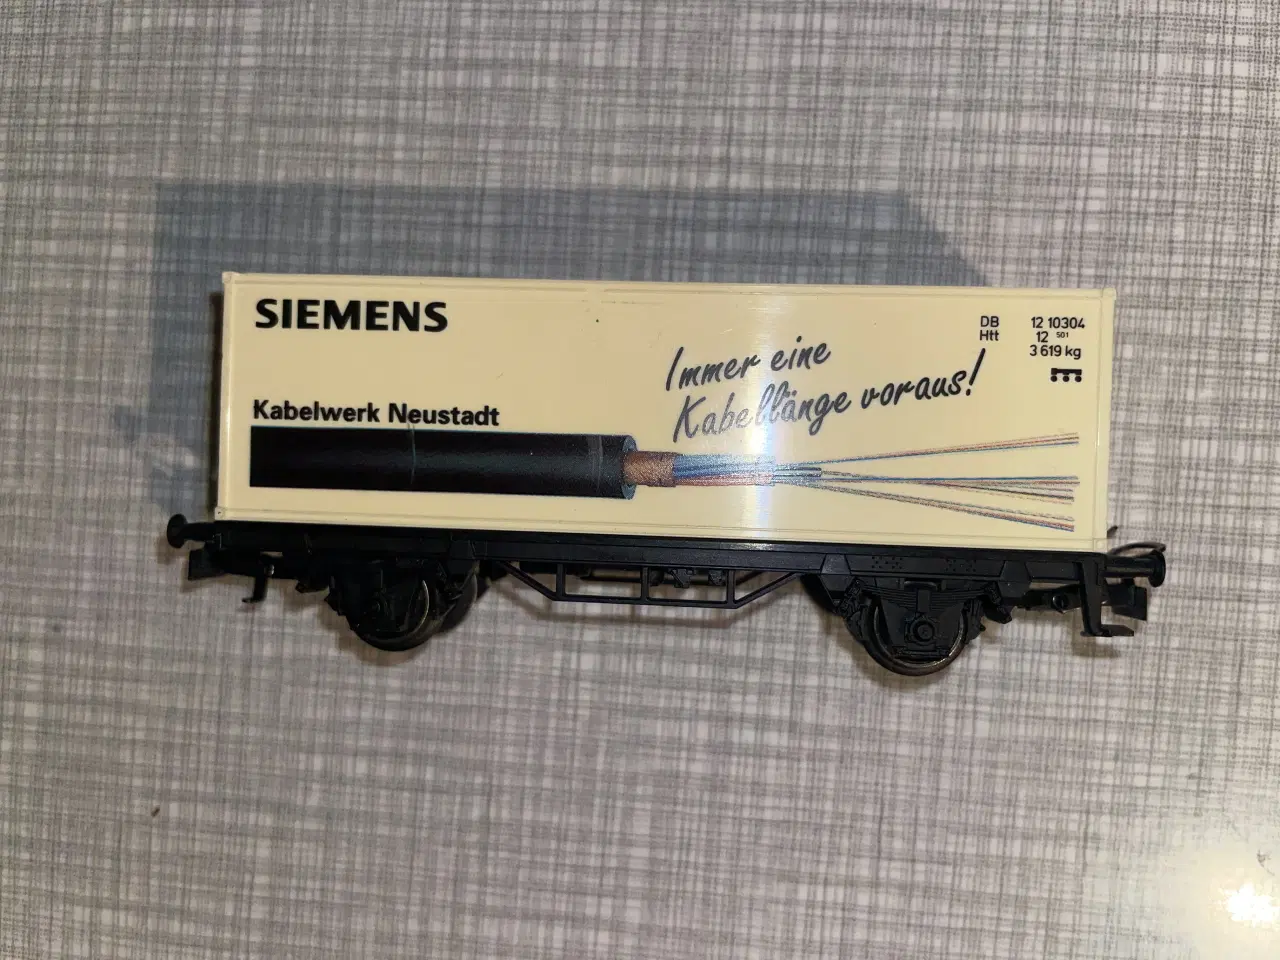 SIEMENS
Kabelwerk Neustadt
Immer eine
Kabellänge voraus!
DB 12 10304
Htt 12 501
3 619 kg